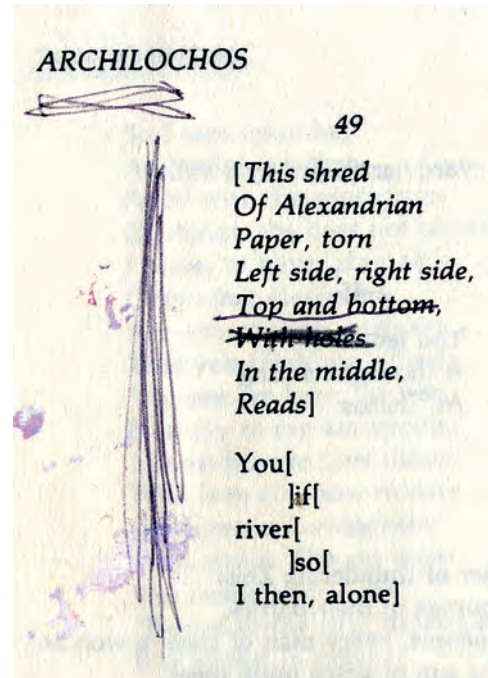 ARCHILOCHOS
49
[This shred
Of Alexandrian
Paper, torn
Left side, right side,
Top and bottom,
With holes
In the middle,
Reads]
You[
]if[
river[
]so[
I then, alone]